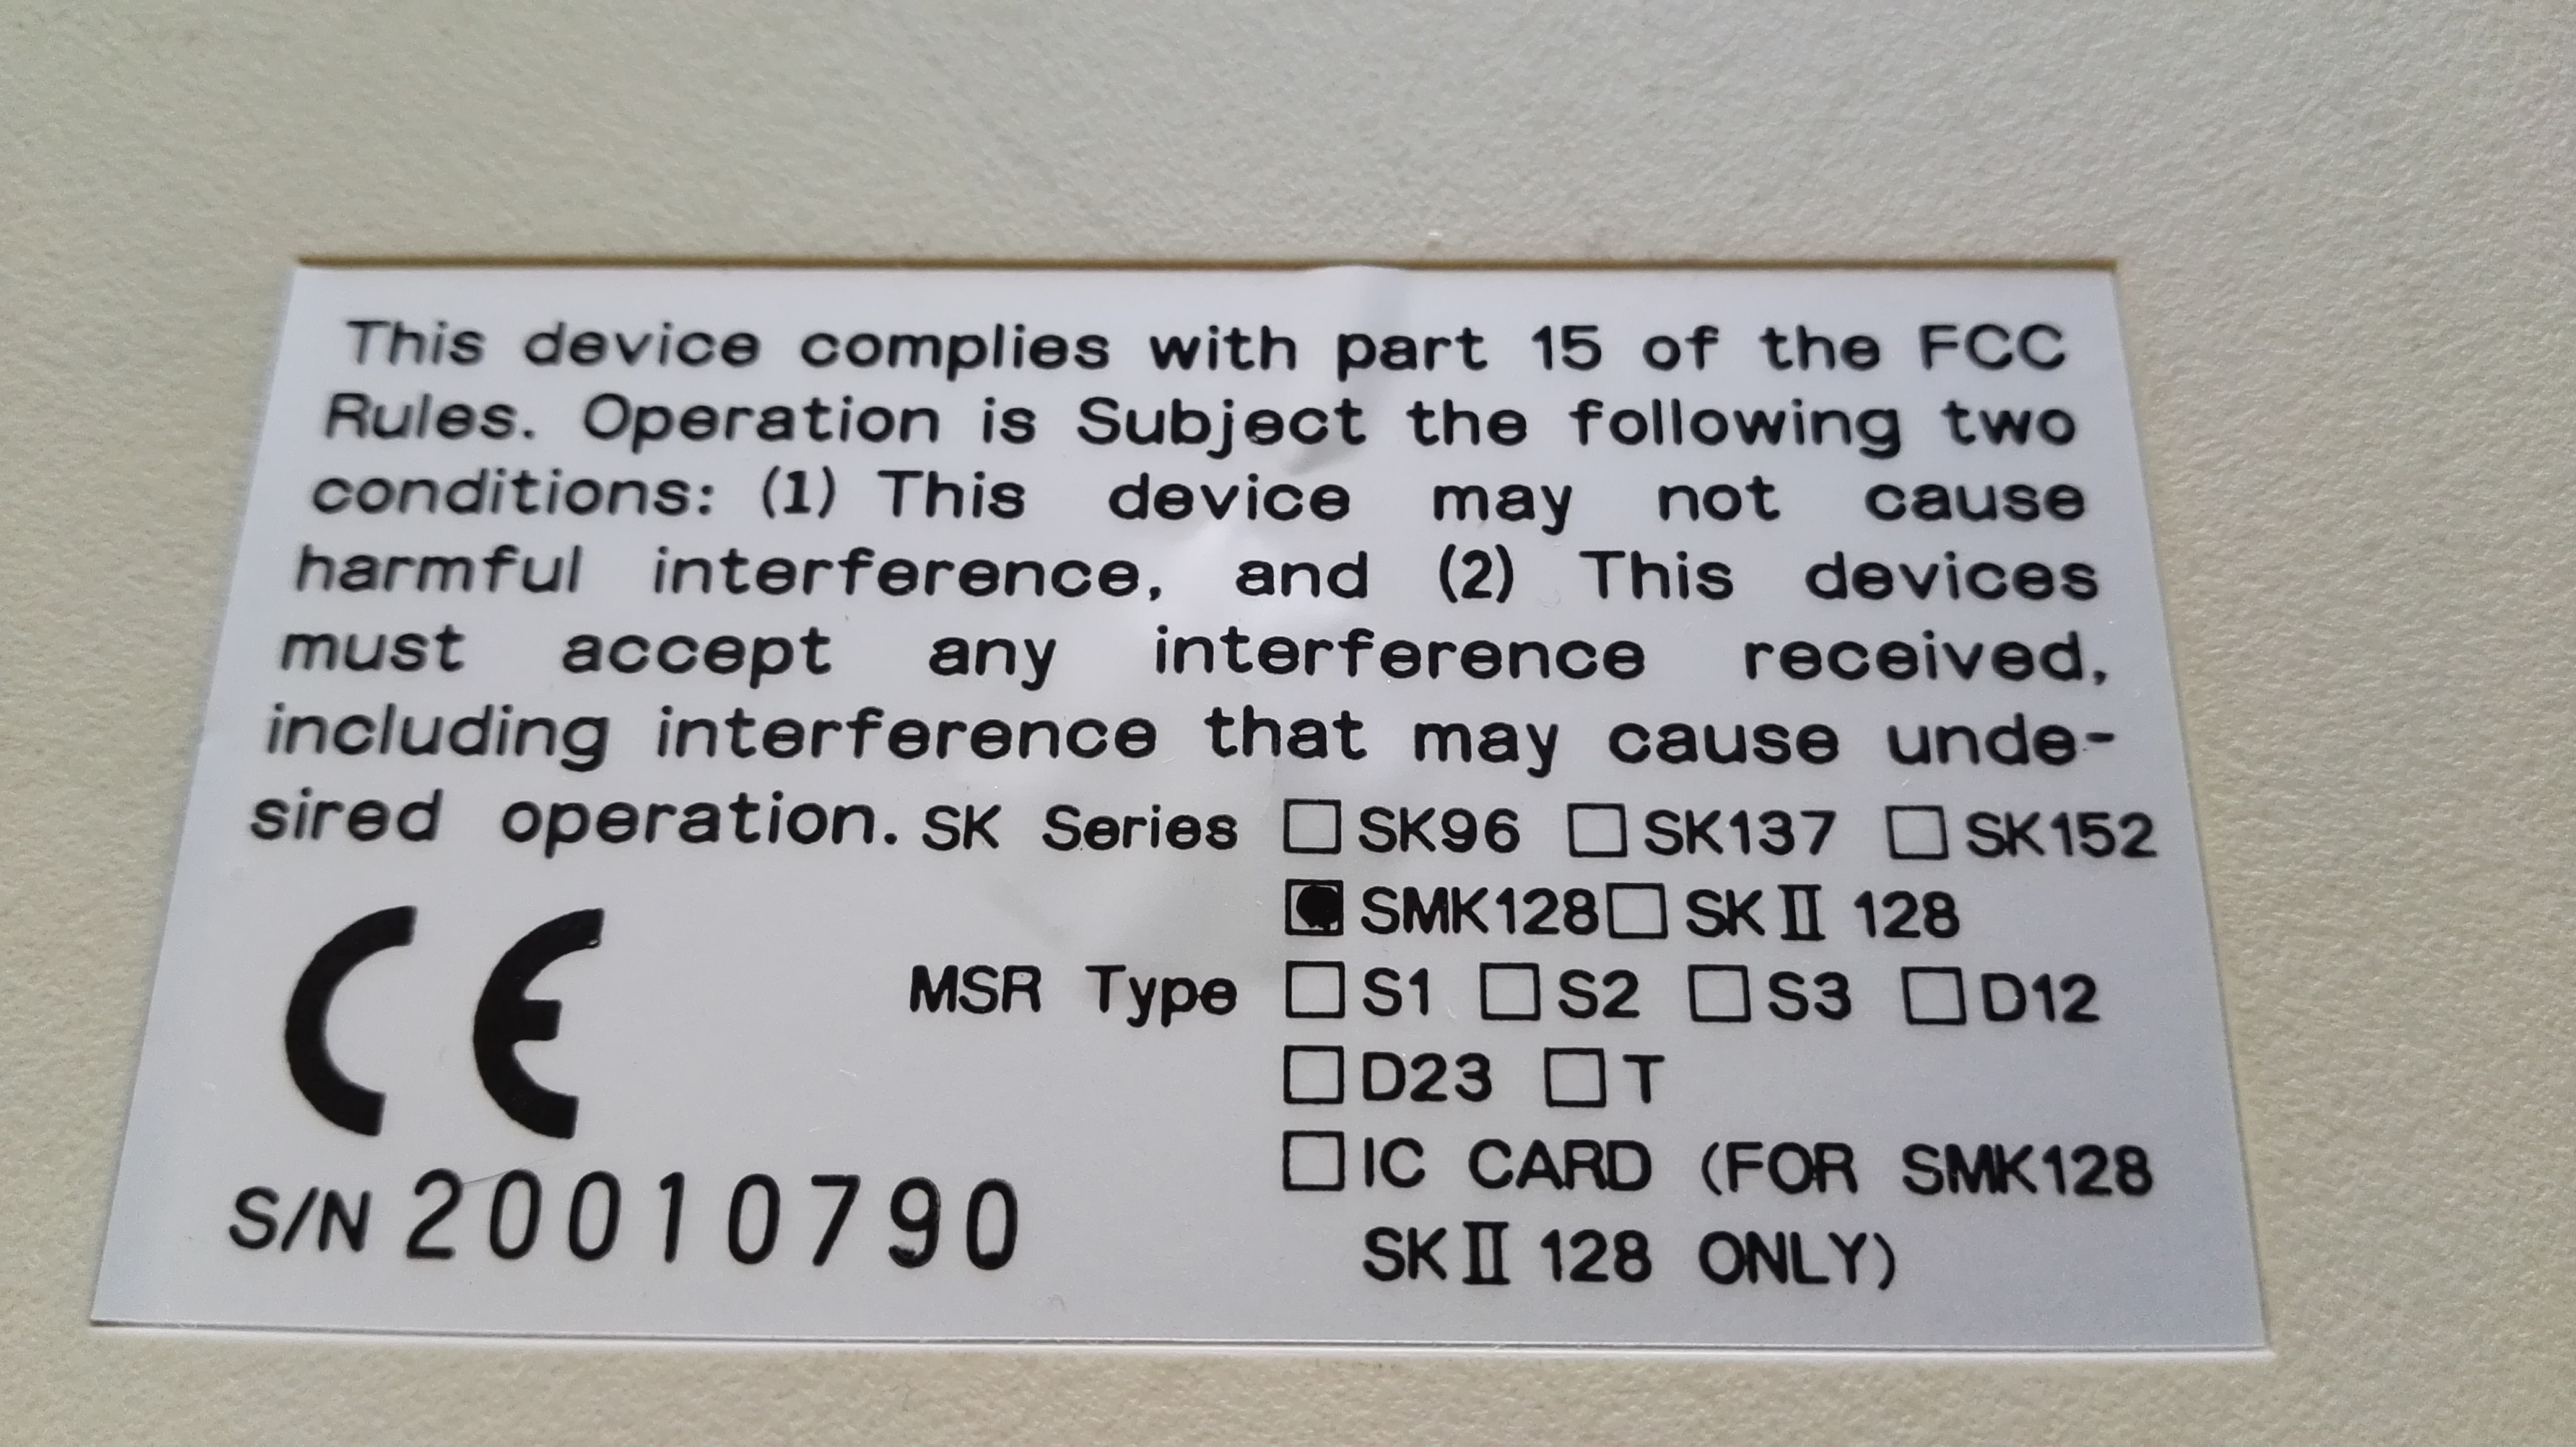 This device complies with part 15 of the FCC
Rules. Operation is Subject the following two
conditions: (1) This device may not cause
harmful interference, and (2) This devices
must accept any interference received,
including interference that may cause unde-
sired operation. SK Series □ SK96 □ SK137 □ SK152
■ SMK128 □ SK II 128
MSR Type □ S1 □ S2 □ S3 □ D12
□ D23 □ T
□ IC CARD (FOR SMK128
SK II 128 ONLY)
CE
S/N 20010790